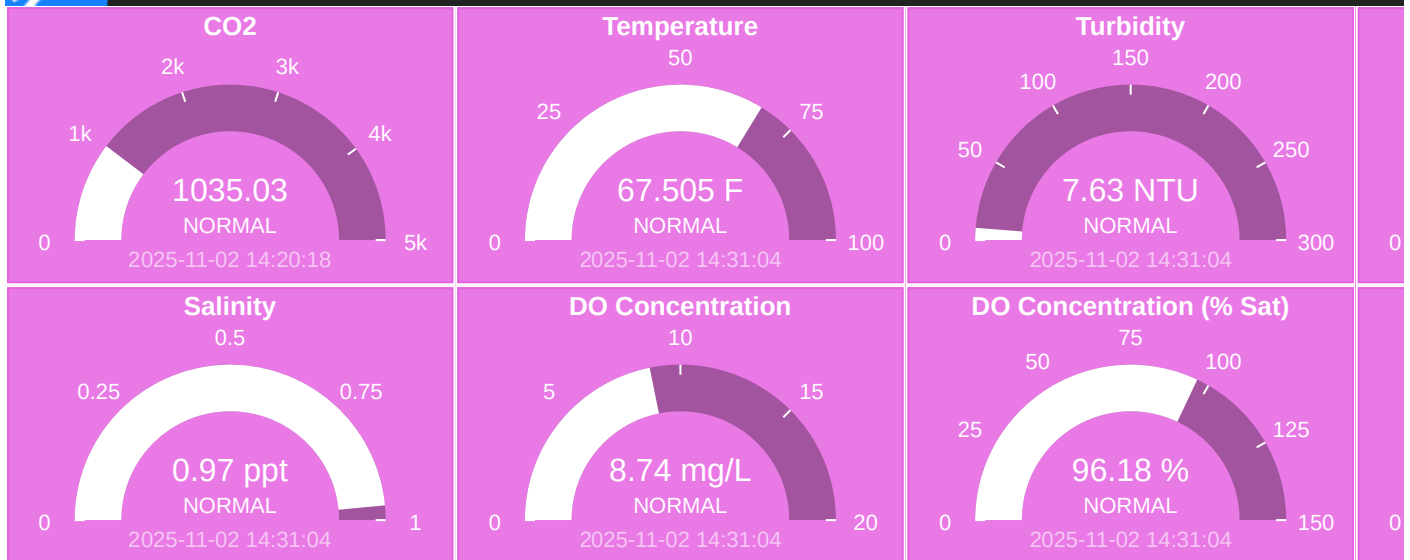 CO2
2k
3k
1k
4k
1035.03
NORMAL
0
5k
2025-11-02 14:20:18
Temperature
50
25
75
67.505 F
NORMAL
0
100
2025-11-02 14:31:04
Turbidity
150
100
200
50
250
7.63 NTU
NORMAL
0
300
2025-11-02 14:31:04
0
Salinity
0.5
0.25
0.75
0.97 ppt
NORMAL
0
1
2025-11-02 14:31:04
DO Concentration
10
5
15
8.74 mg/L
NORMAL
0
20
2025-11-02 14:31:04
DO Concentration (% Sat)
75
50
100
25
125
96.18 %
NORMAL
0
150
2025-11-02 14:31:04
0